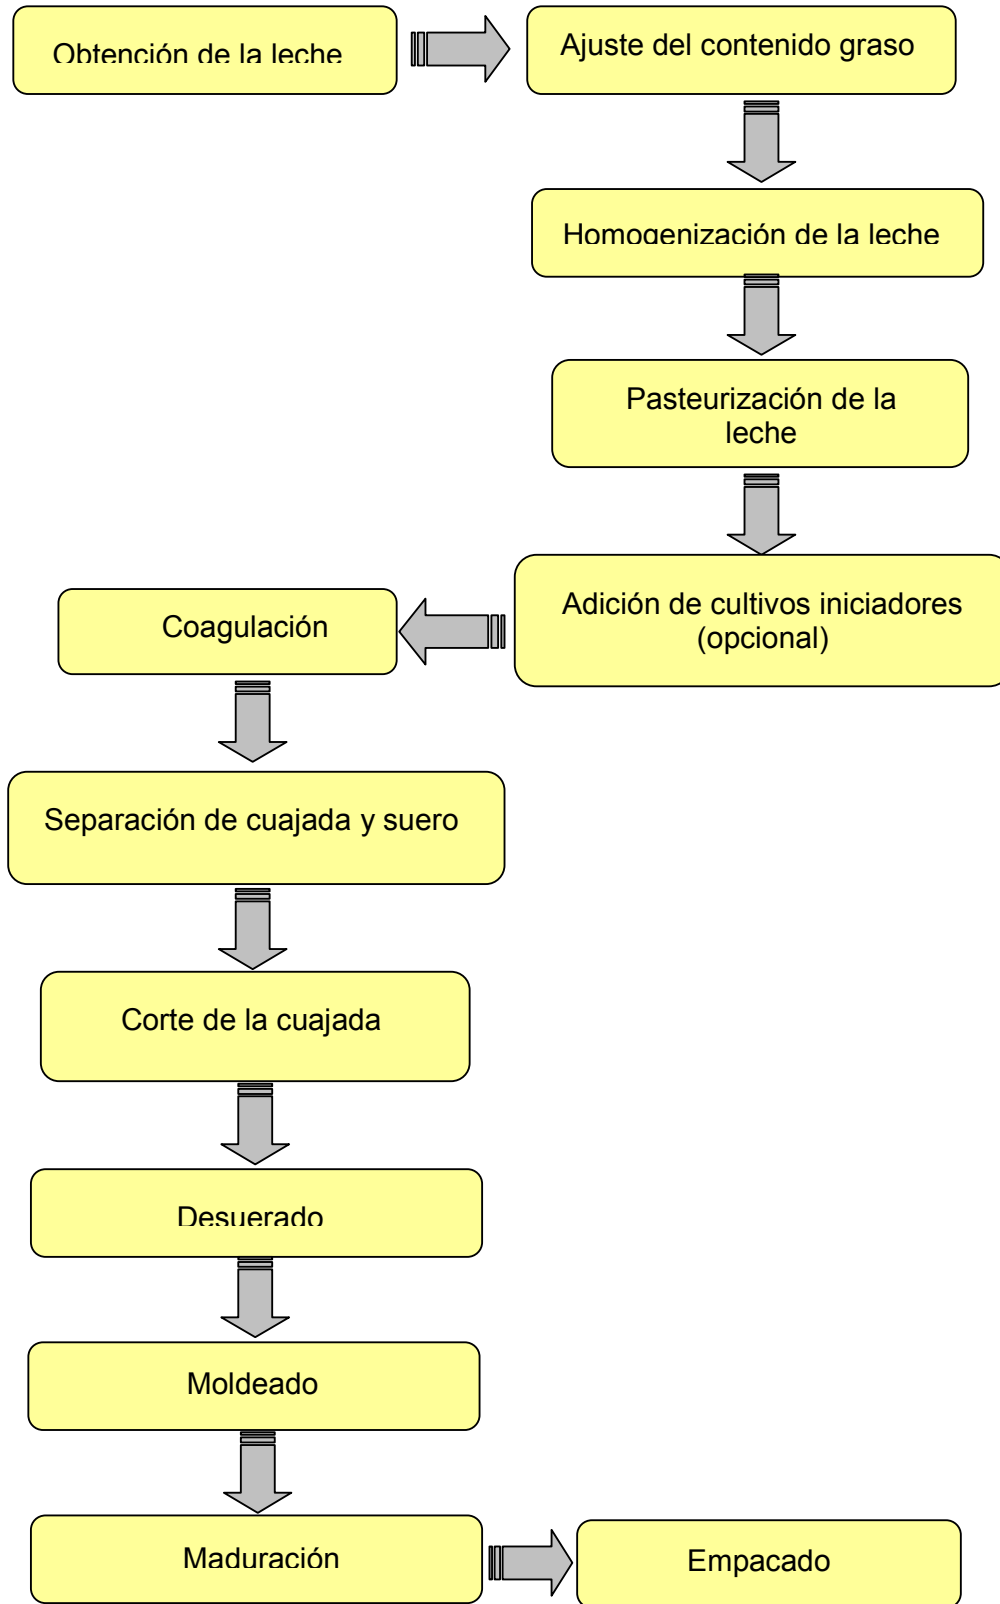 Obtención de la leche
Ajuste del contenido graso
Homogenización de la leche
Pasteurización de la
leche
Adición de cultivos iniciadores
(opcional)
Coagulación
Separación de cuajada y suero
Corte de la cuajada
Desuerado
Moldeado
Maduración
Empacado